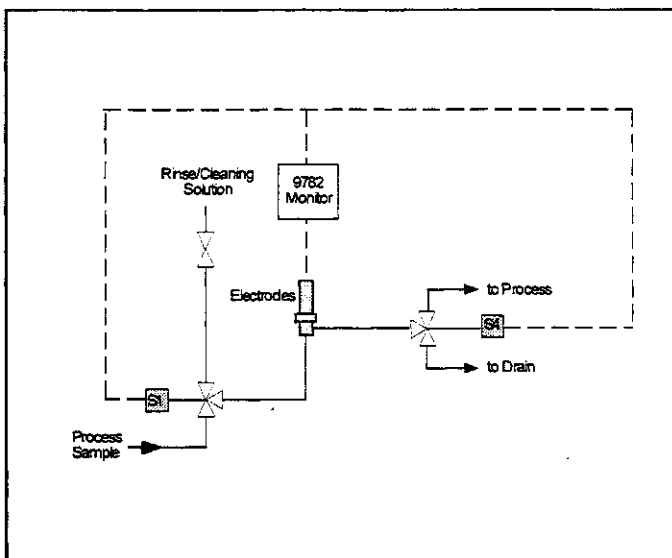 Rinse/Cleaning
Solution
9782
Monitor
Electrodes
to Process
S1
S4
to Drain
Process
Sample